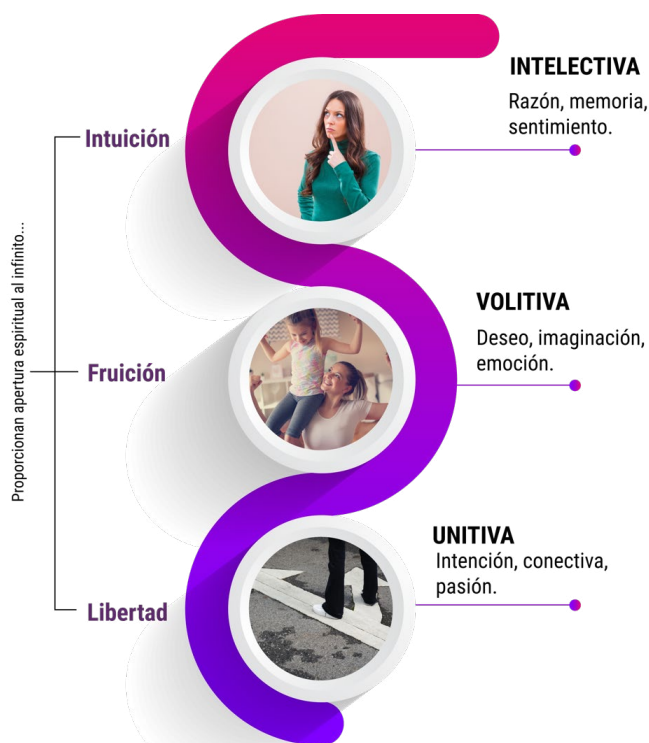 INTELECTIVA
Razón, memoria,
sentimiento.
Intuición
VOLITIVA
Deseo, imaginación,
emoción.
Fruición
UNITIVA
Intención, conectiva,
pasión.
Libertad
Proporcionan apertura espiritual al infinito...